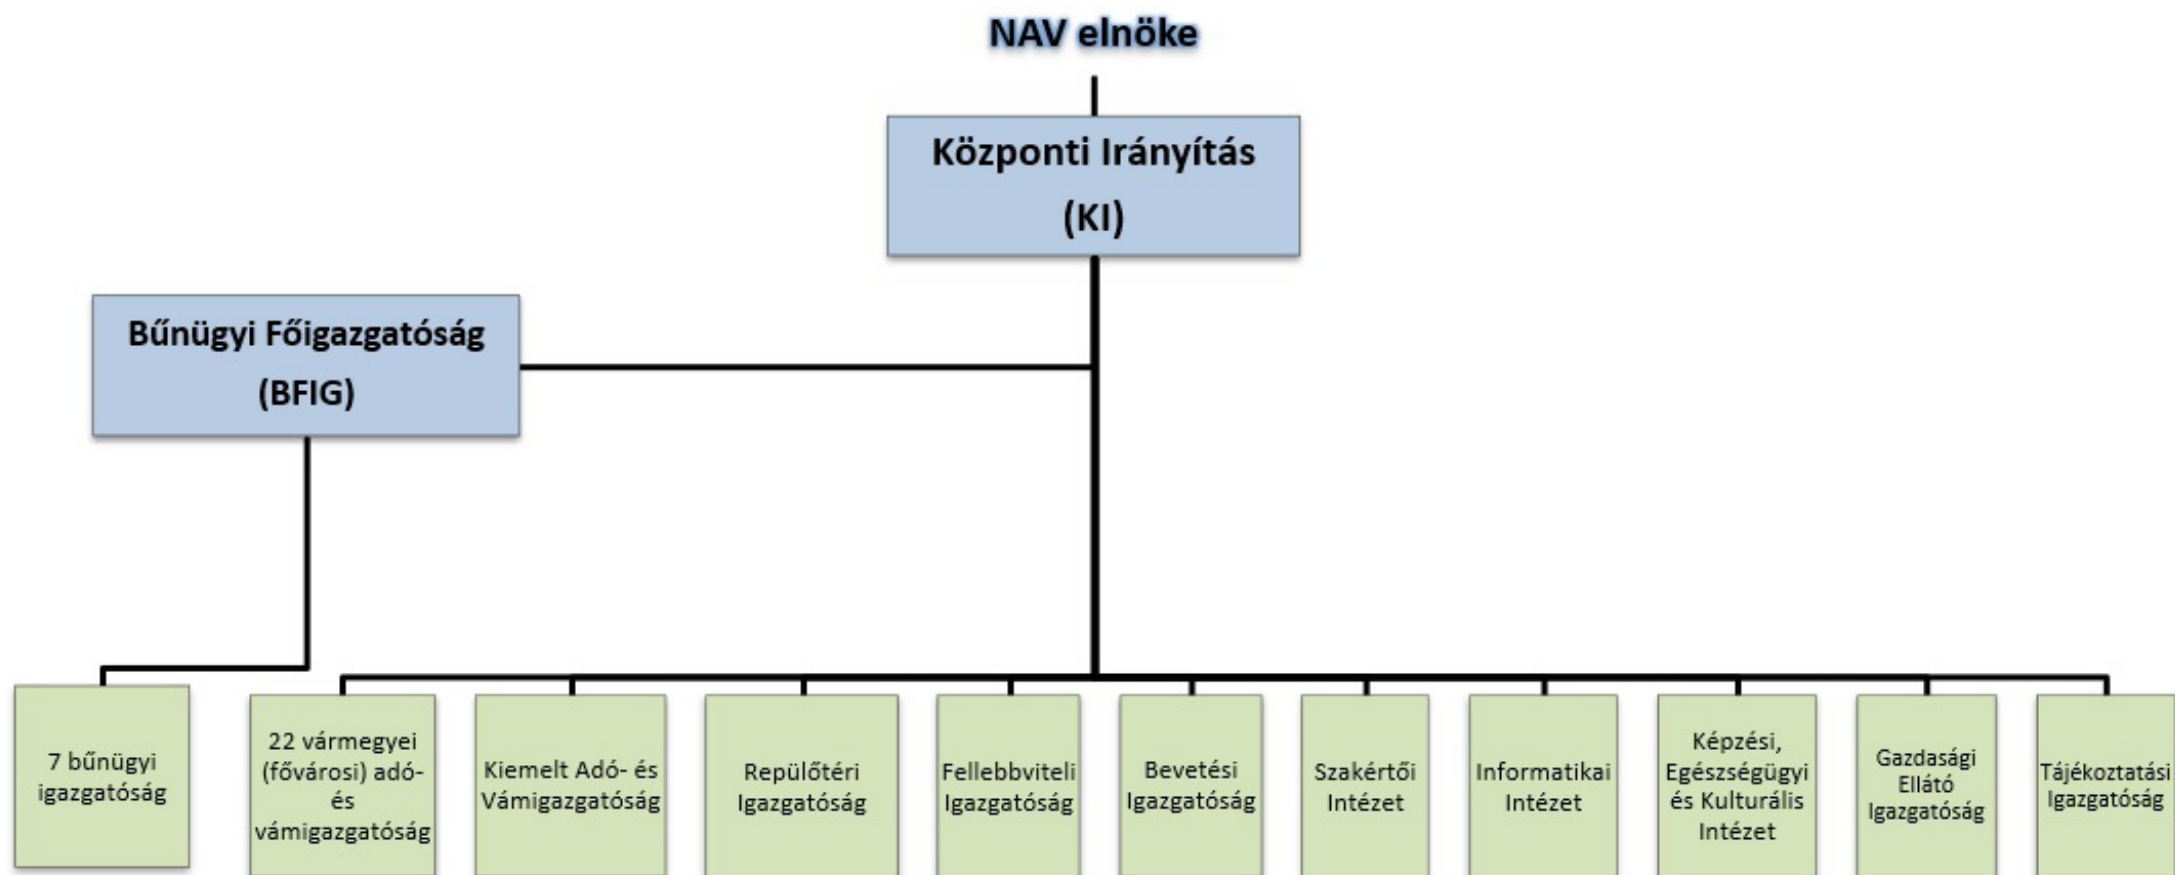 NAV elnöke
Központi Irányítás
(KI)
Bűnügyi Főigazgatóság
(BFIG)
7 bűnügyi
igazgatóság
22 vármegyei
(fővárosi) adó-
és
vámigazgatóság
Kiemelt Adó- és
Vámigazgatóság
Repülőtéri
Igazgatóság
Fellebbviteli
Igazgatóság
Bevetési
Igazgatóság
Szakértői
Intézet
Informatikai
Intézet
Képzési,
Egészségügyi
és Kulturális
Intézet
Gazdasági
Ellátó
Igazgatóság
Tájékoztatási
Igazgatóság